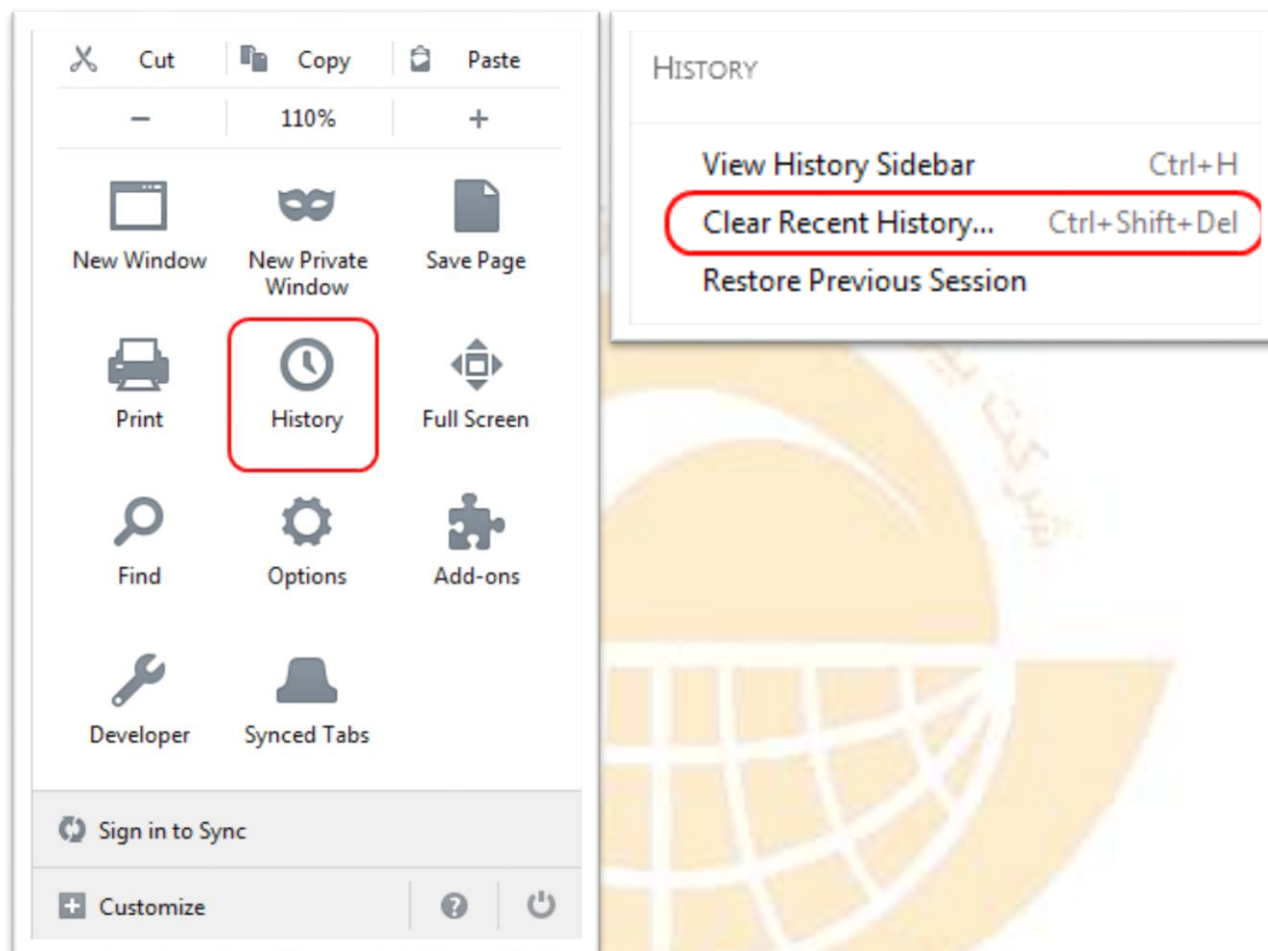 Cut Copy Paste
110%
New Window New Private Window Save Page
Print History Full Screen
Find Options Add-ons
Developer Synced Tabs
Sign in to Sync
Customize
HISTORY
View History Sidebar Ctrl+H
Clear Recent History... Ctrl+Shift+Del
Restore Previous Session
شرکت